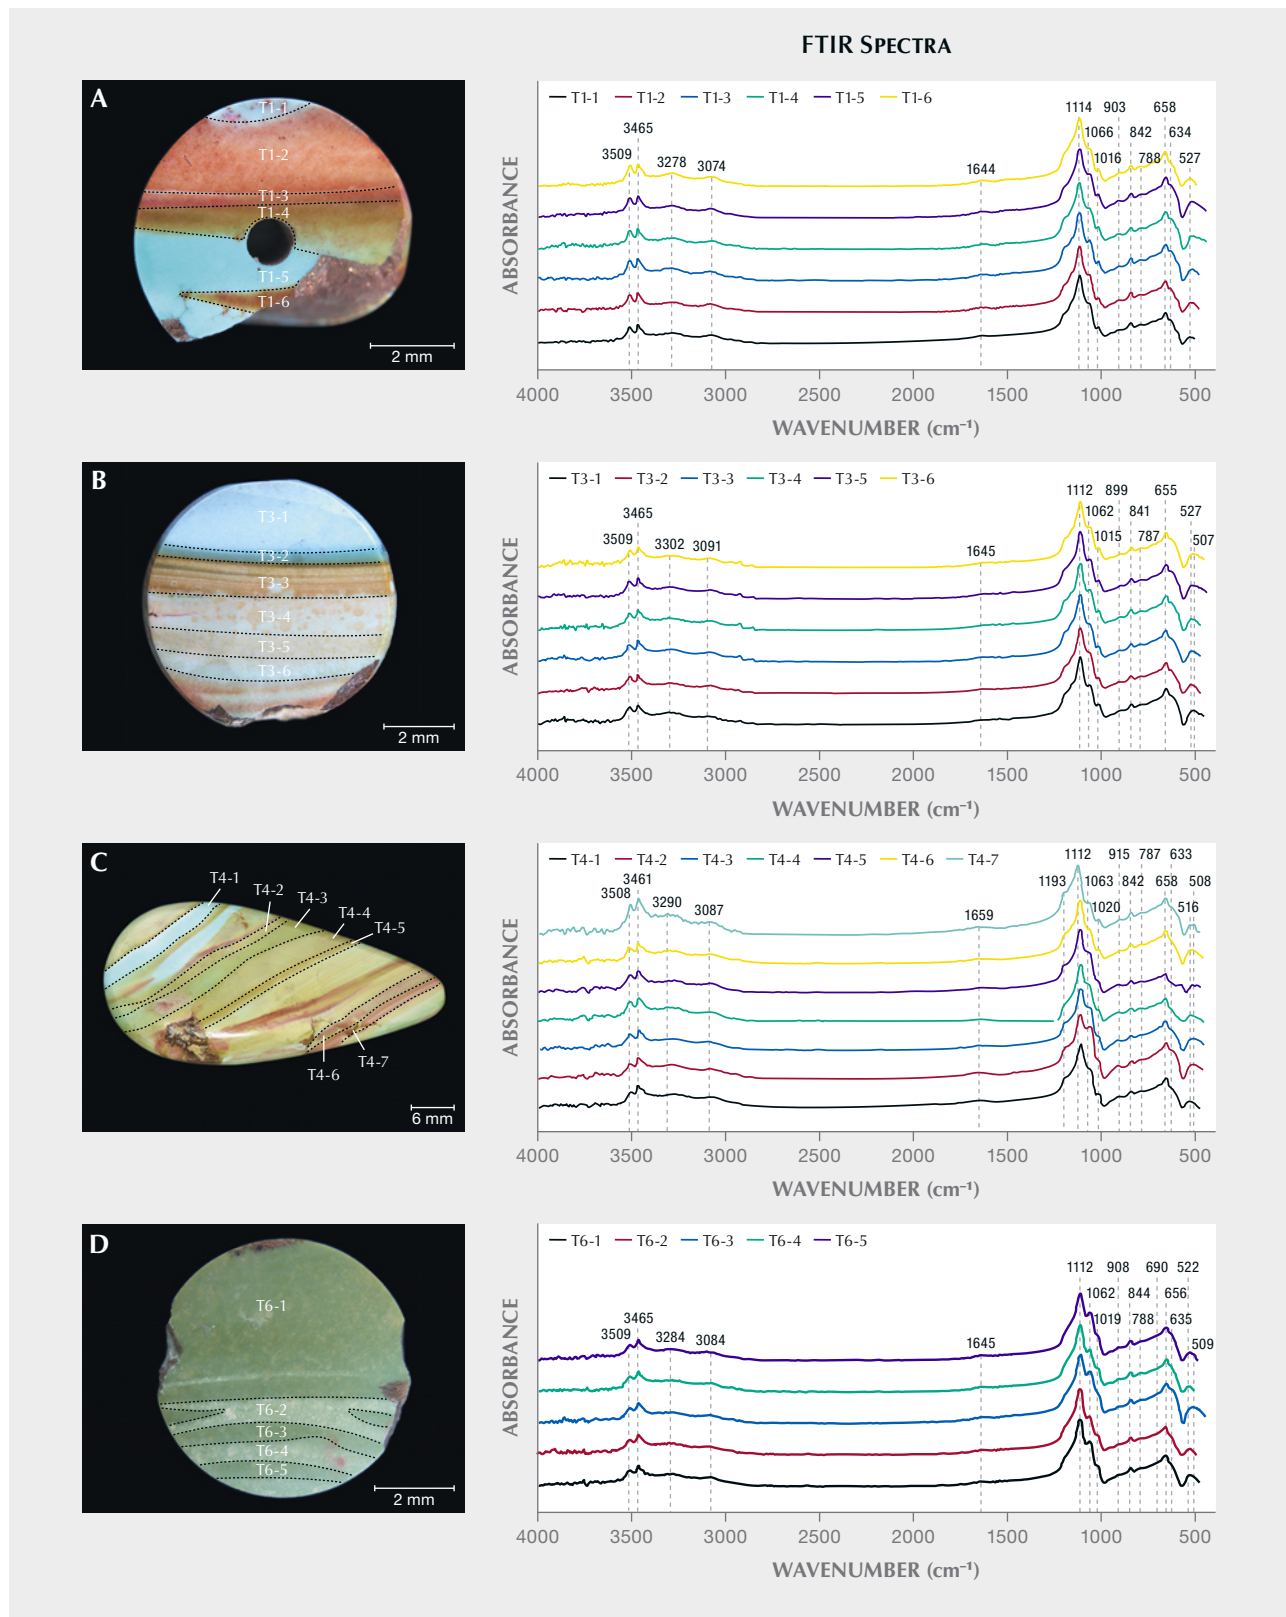 FTIR SPECTRA
A
T1-1
T1-2
T1-3
T1-4
T1-5
T1-6
2 mm
T1-1 T1-2 T1-3 T1-4 T1-5 T1-6
1114 903 658
3465 1066 842 634
3509 3278 3074 1644 1016 788 527
ABSORBANCE
4000 3500 3000 2500 2000 1500 1000 500
WAVENUMBER (cm⁻¹)
B
T3-1
T3-2
T3-3
T3-4
T3-5
T3-6
2 mm
T3-1 T3-2 T3-3 T3-4 T3-5 T3-6
1112 899 655
3465 1062 841 527
3509 3302 3091 1645 1015 787 507
ABSORBANCE
4000 3500 3000 2500 2000 1500 1000 500
WAVENUMBER (cm⁻¹)
C
T4-1
T4-2
T4-3
T4-4
T4-5
T4-6
T4-7
6 mm
T4-1 T4-2 T4-3 T4-4 T4-5 T4-6 T4-7
1112 915 787 633
3461 1193 1063 842 658 508
3508 3290 3087 1659 1020 516
ABSORBANCE
4000 3500 3000 2500 2000 1500 1000 500
WAVENUMBER (cm⁻¹)
D
T6-1
T6-2
T6-3
T6-4
T6-5
2 mm
T6-1 T6-2 T6-3 T6-4 T6-5
1112 908 690 522
3465 1062 844 656
3509 3284 3084 1645 1019 788 635 509
ABSORBANCE
4000 3500 3000 2500 2000 1500 1000 500
WAVENUMBER (cm⁻¹)